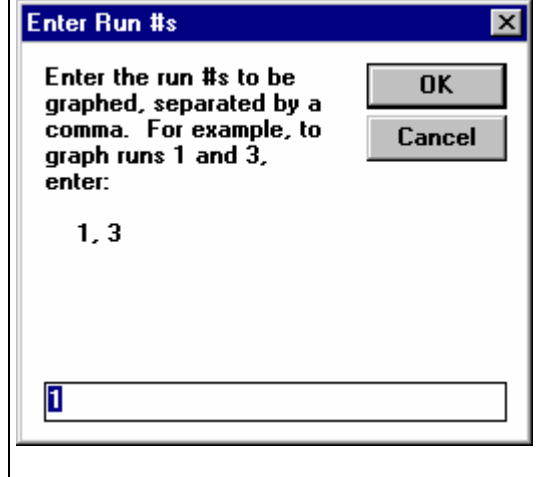 Enter Run #s
Enter the run #s to be
graphed, separated by a
comma. For example, to
graph runs 1 and 3,
enter:
1, 3
OK
Cancel
1